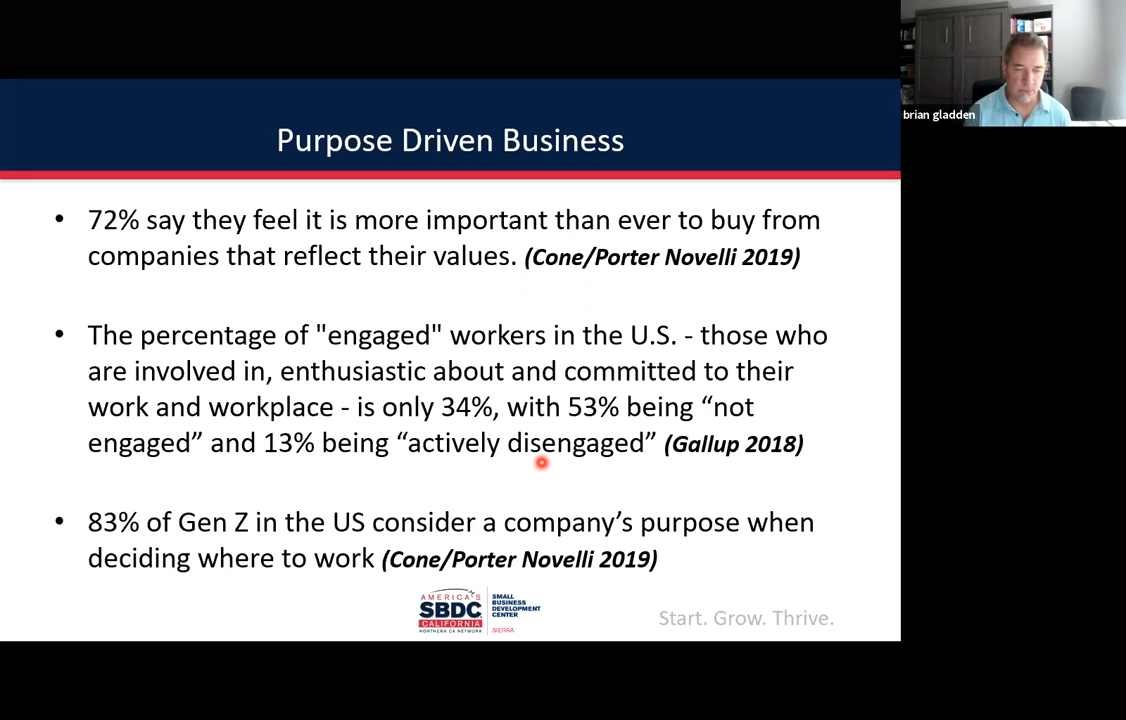 brian gladden
Purpose Driven Business
• 72% say they feel it is more important than ever to buy from
companies that reflect their values. (Cone/Porter Novelli 2019)
• The percentage of "engaged" workers in the U.S. - those who
are involved in, enthusiastic about and committed to their
work and workplace - is only 34%, with 53% being “not
engaged” and 13% being “actively disengaged” (Gallup 2018)
• 83% of Gen Z in the US consider a company’s purpose when
deciding where to work (Cone/Porter Novelli 2019)
AMERICA'S
SBDC
CALIFORNIA
NORTHERN CA NETWORK
SMALL
BUSINESS
DEVELOPMENT
CENTER
SIERRA
Start. Grow. Thrive.